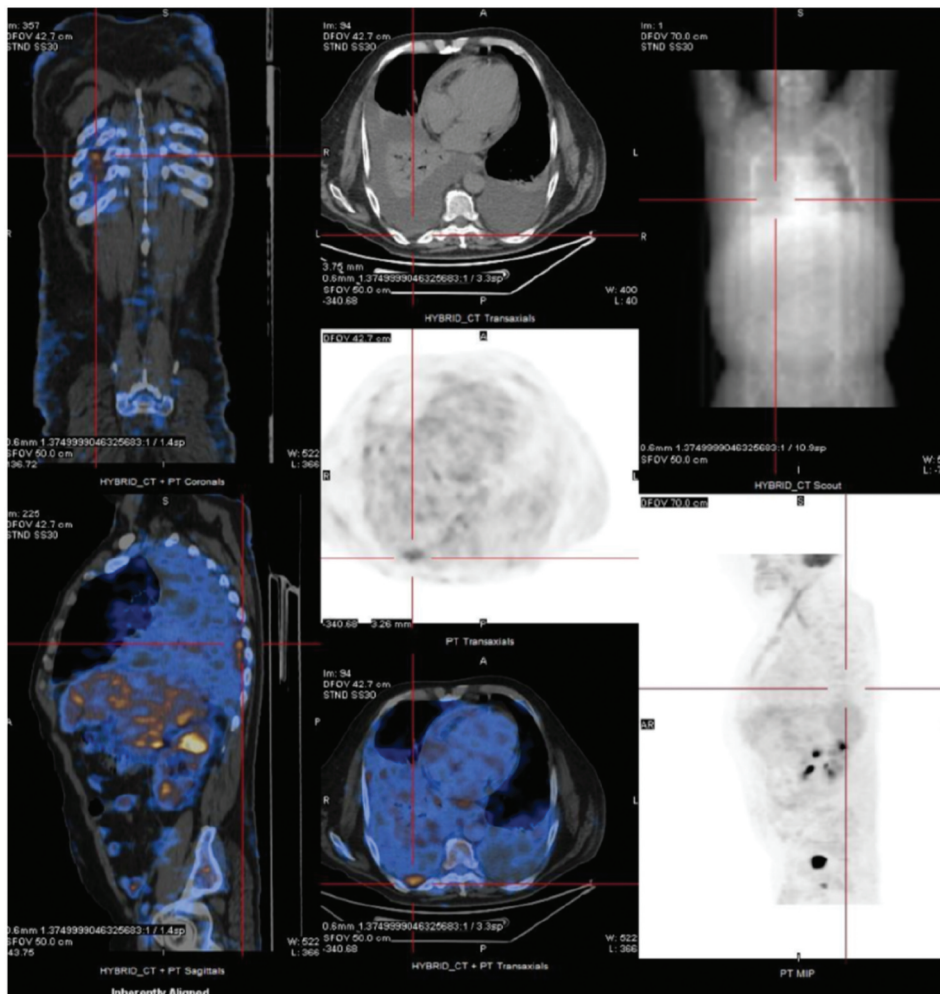 S
Im: 357
DFOV 42.7 cm
STND SS30
R
0.6mm 1.3749999046325683:1 / 1.4sp
SFOV 50.0 cm
W: 522
L: 366
I
HYBRID_CT + PT Coronals
S
Im: 225
DFOV 42.7 cm
STND SS30
A
P
0.6mm 1.3749999046325683:1 / 1.4sp
SFOV 50.0 cm
43.75
W: 522
L: 366
HYBRID_CT + PT Sagittals
Inherently Aligned
A
Im: 94
DFOV 42.7 cm
STND SS30
R
L
L
3.75 mm
0.6mm 1.3749999046325683:1 / 3.3sp
SFOV 50.0 cm
-340.68
P
W: 400
L: 40
HYBRID_CT Transaxials
DFOV 42.7 cm
A
R
L
-340.68
3.26 mm
P
PT Transaxials
A
Im: 94
DFOV 42.7 cm
STND SS30
R
L
0.6mm 1.3749999046325683:1 / 3.3sp
SFOV 50.0 cm
-340.68
P
W: 522
L: 366
HYBRID_CT + PT Transaxials
S
Im: 1
DFOV 70.0 cm
STND SS30
R
L
0.6mm 1.3749999046325683:1 / 10.9sp
SFOV 50.0 cm
I
HYBRID_CT Scout
DFOV 70.0 cm
S
AR
I
PT MIP